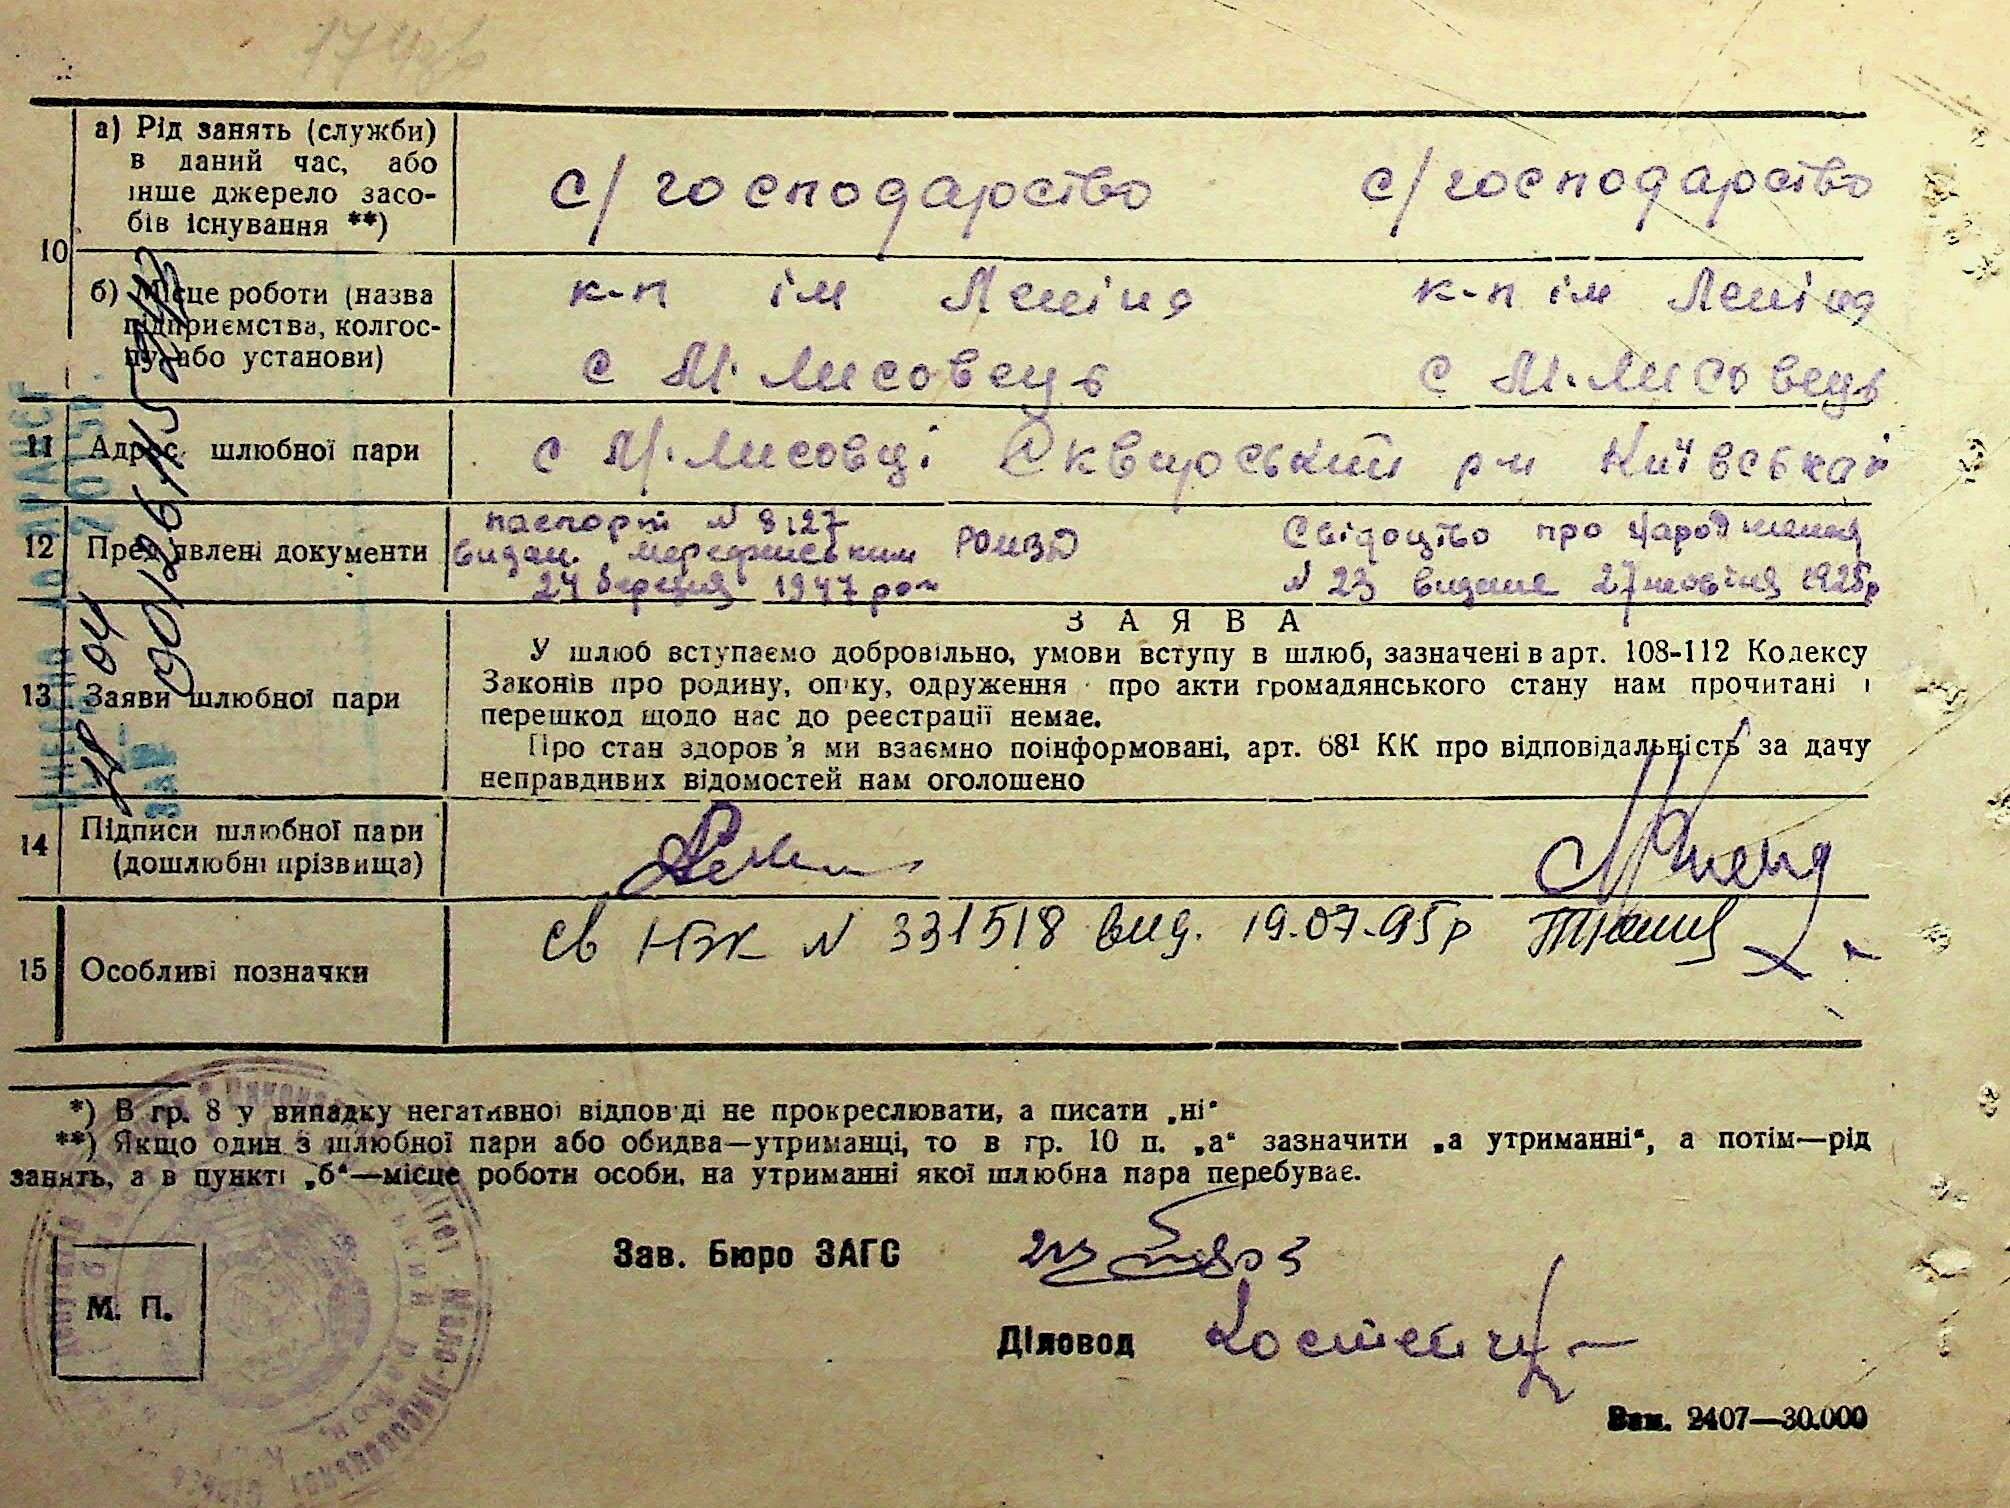 а) Рід занять (служби)
в даний час, або
інше джерело засо-
бів існування **)
с/господарство с/господарство
10
б) Місце роботи (назва
підприємства, колгос-
пу або установи)
к-п ім Леніна к-п ім Леніна
с М. Лисовець с М. Лисовець
11 Адрес шлюбної пари
с М. Лисовці Сквирський р-н Київська
12 Пред'явлені документи
паспорт N 8127 Свідоцтво про народження
видан РОМВД
24 березня 1947 N 23 видане 27 жовтня 1925р
13 Заяви шлюбної пари
ЗАЯВА
У шлюб вступаємо добровільно, умови вступу в шлюб, зазначені в арт. 108-112 Кодексу
Законів про родину, опіку, одруження і про акти громадянського стану нам прочитані і
перешкод щодо нас до реєстрації немає.
Про стан здоров'я ми взаємно поінформовані, арт. 68¹ КК про відповідальність за дачу
неправдивих відомостей нам оголошено
14 Підписи шлюбної пари
(дошлюбні прізвища)
15 Особливі позначки
св НЖ N 331518 вид. 19.07.95р
*) В гр. 8 у випадку негативної відповіді не прокреслювати, а писати „ні“
**) Якщо один з шлюбної пари або обидва—утриманці, то в гр. 10 п. „а“ зазначити „а утриманні“, а потім—рід
занять, а в пункті „б“—місце роботи особи, на утриманні якої шлюбна пара перебуває.
Зав. Бюро ЗАГС
М. П.
Діловод
Зам. 2407—30.000